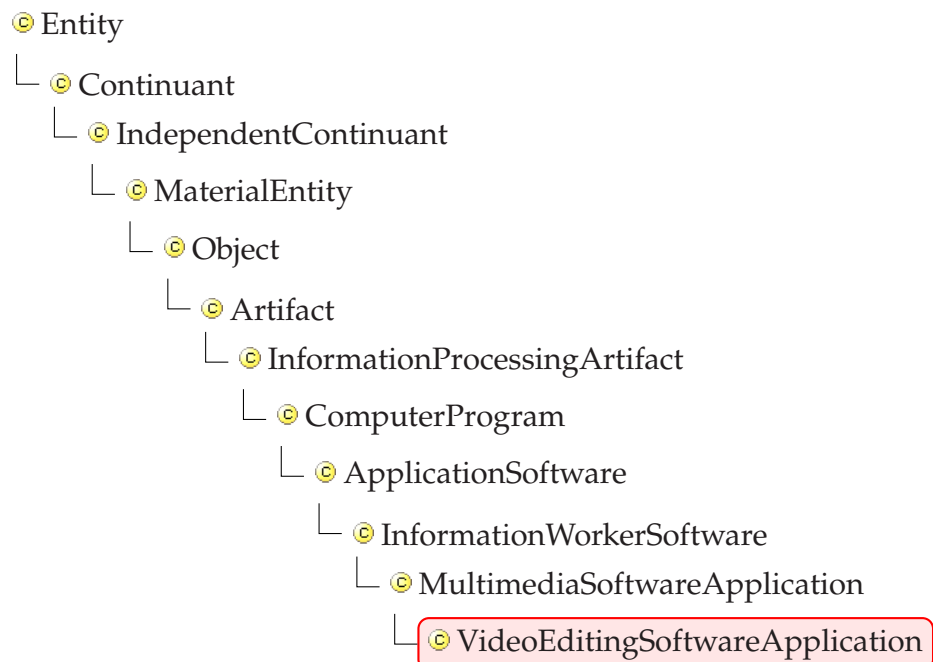 Entity
Continuant
IndependentContinuant
MaterialEntity
Object
Artifact
InformationProcessingArtifact
ComputerProgram
ApplicationSoftware
InformationWorkerSoftware
MultimediaSoftwareApplication
VideoEditingSoftwareApplication